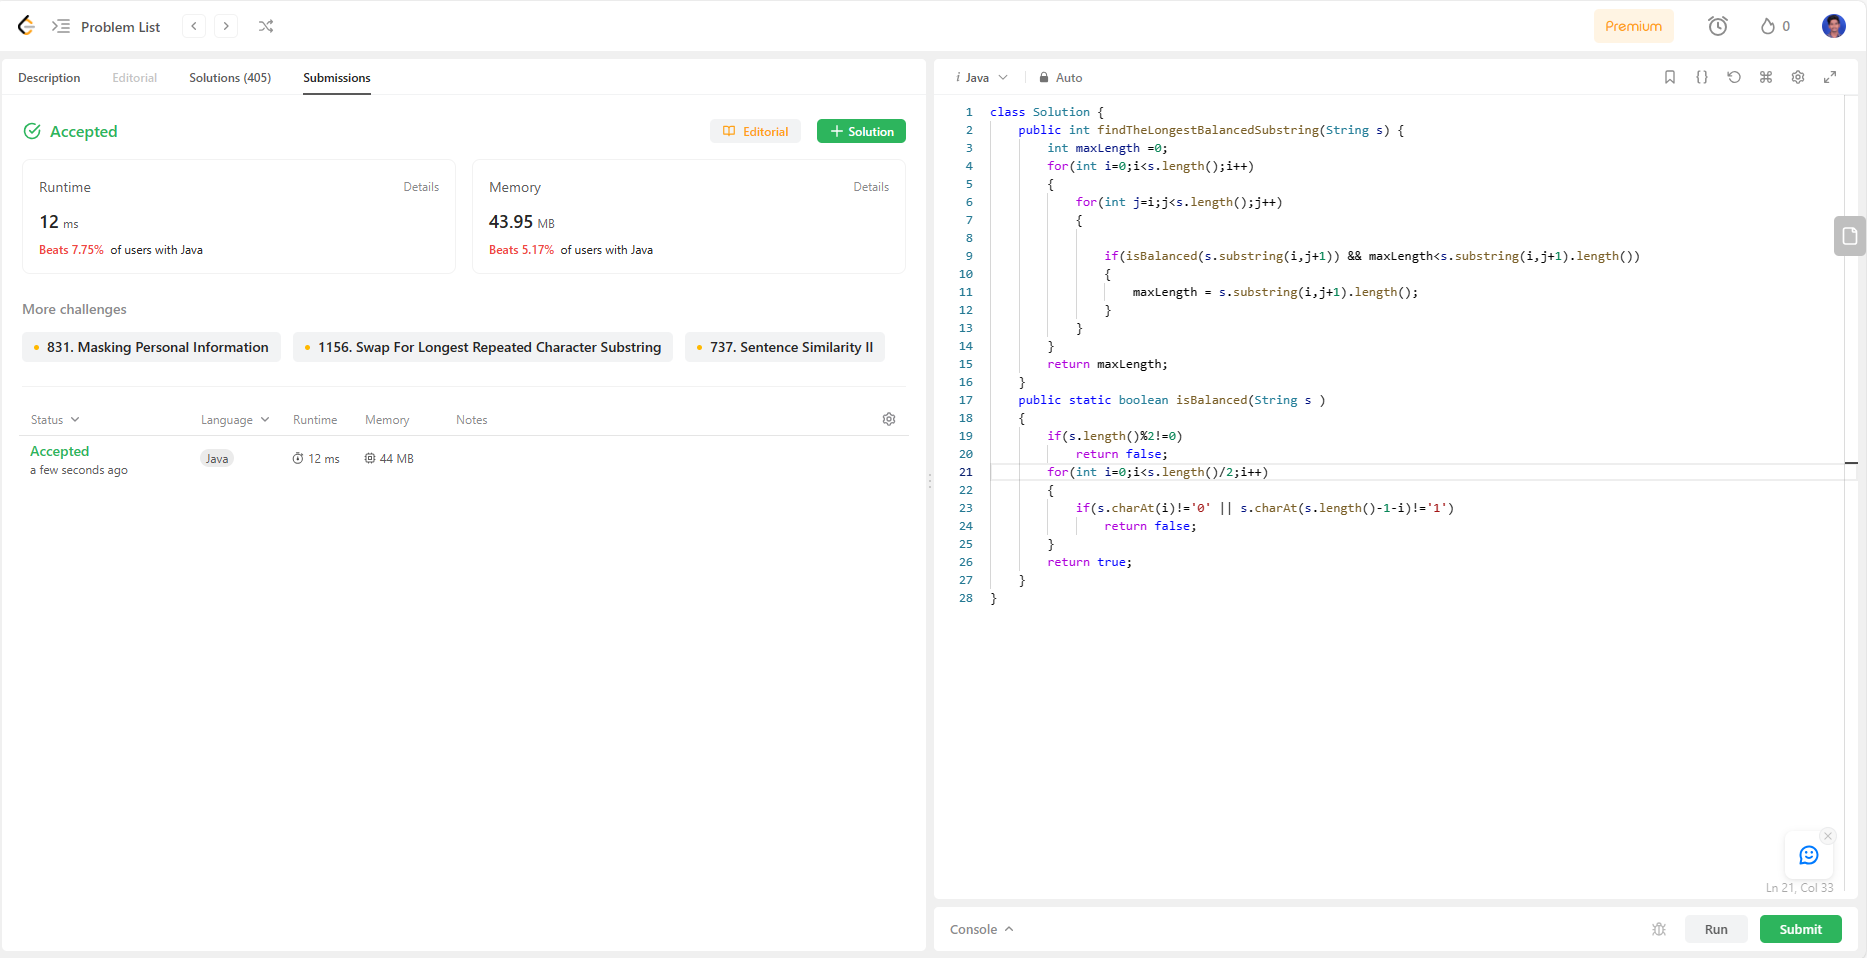 Problem List
Premium
0
Description Editorial Solutions (405) Submissions
Accepted
Editorial
Solution
Runtime
Details
12 ms
Beats 7.75% of users with Java
Memory
Details
43.95 MB
Beats 5.17% of users with Java
More challenges
831. Masking Personal Information
1156. Swap For Longest Repeated Character Substring
737. Sentence Similarity II
Status Language Runtime Memory Notes
Accepted
a few seconds ago
Java
12 ms
44 MB
i Java
Auto
1 class Solution {
2 public int findTheLongestBalancedSubstring(String s) {
3 int maxLength =0;
4 for(int i=0;i<s.length();i++)
5 {
6 for(int j=i;j<s.length();j++)
7 {
8
9 if(isBalanced(s.substring(i,j+1)) && maxLength<s.substring(i,j+1).length())
10 {
11 maxLength = s.substring(i,j+1).length();
12 }
13 }
14 }
15 return maxLength;
16 }
17 public static boolean isBalanced(String s )
18 {
19 if(s.length()%2!=0)
20 return false;
21 for(int i=0;i<s.length()/2;i++)
22 {
23 if(s.charAt(i)!='0' || s.charAt(s.length()-1-i)!='1')
24 return false;
25 }
26 return true;
27 }
28 }
Ln 21, Col 33
Console
Run
Submit